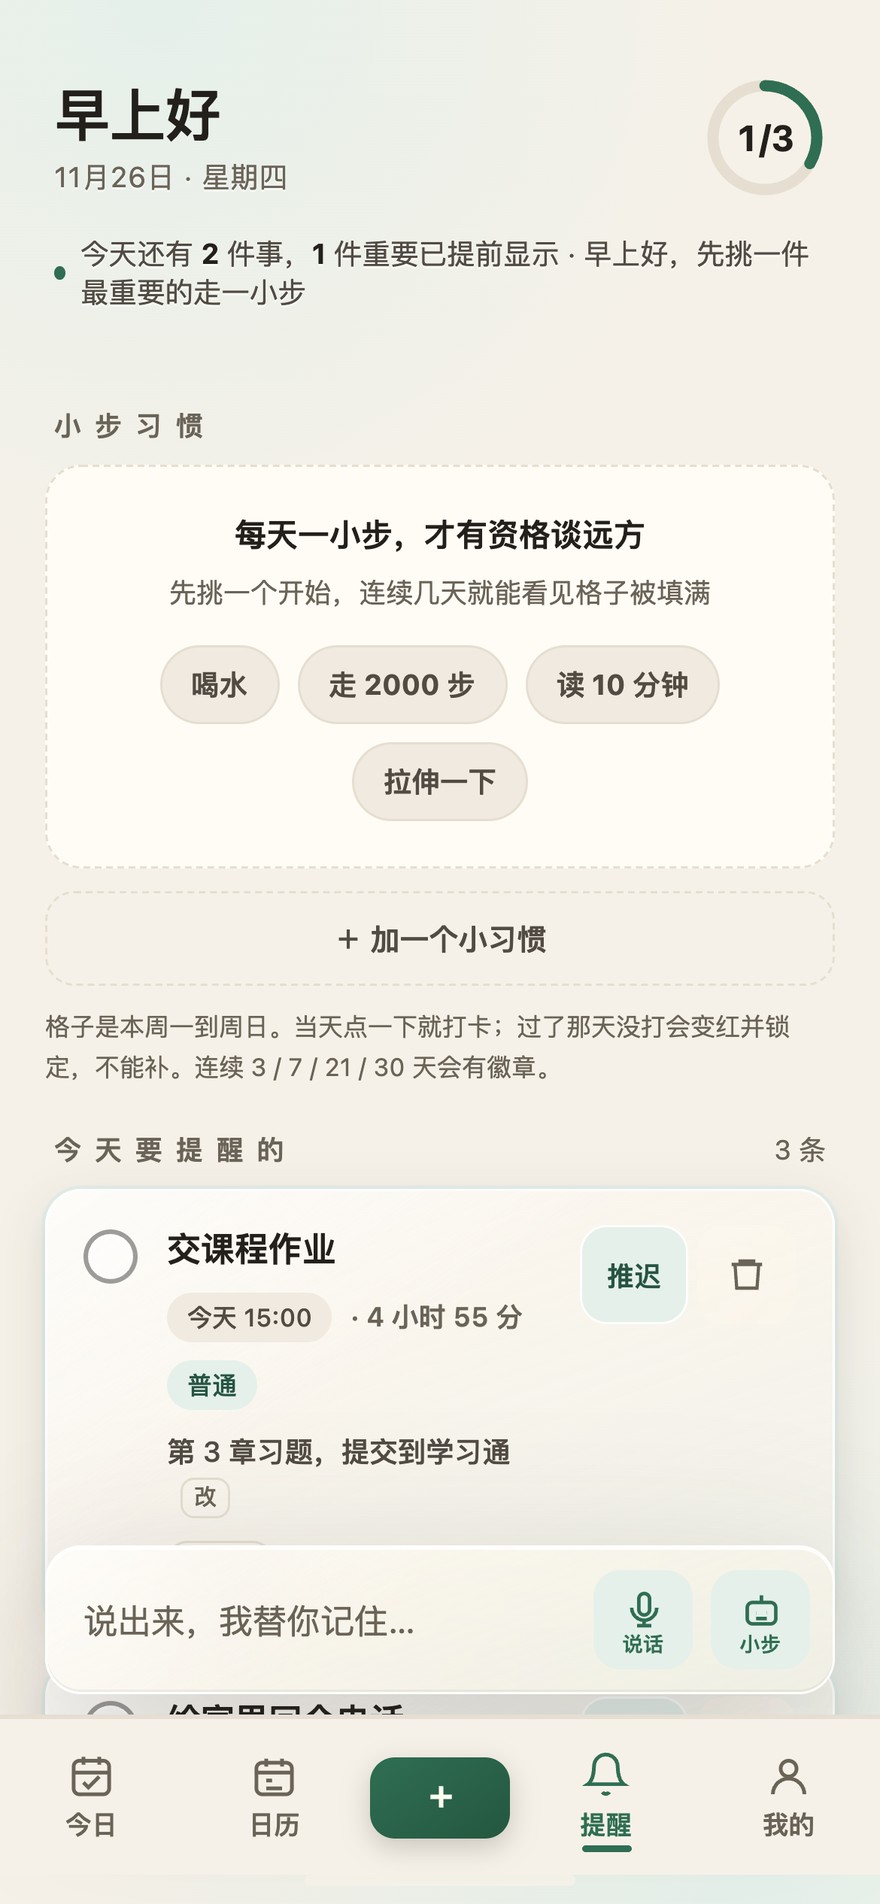 早上好
11月26日 · 星期四
1/3
今天还有 2 件事，1 件重要已提前显示 · 早上好，先挑一件
最重要的走一小步
小步习惯
每天一小步，才有资格谈远方
先挑一个开始，连续几天就能看见格子被填满
喝水
走 2000 步
读 10 分钟
拉伸一下
+ 加一个小习惯
格子是本周一到周日。当天点一下就打卡；过了那天没打会变红并锁
定，不能补。连续 3 / 7 / 21 / 30 天会有徽章。
今天要提醒的
3 条
交课程作业
推迟
今天 15:00
· 4 小时 55 分
普通
第 3 章习题，提交到学习通
改
说出来，我替你记住...
说话
小步
今日
日历
+
提醒
我的